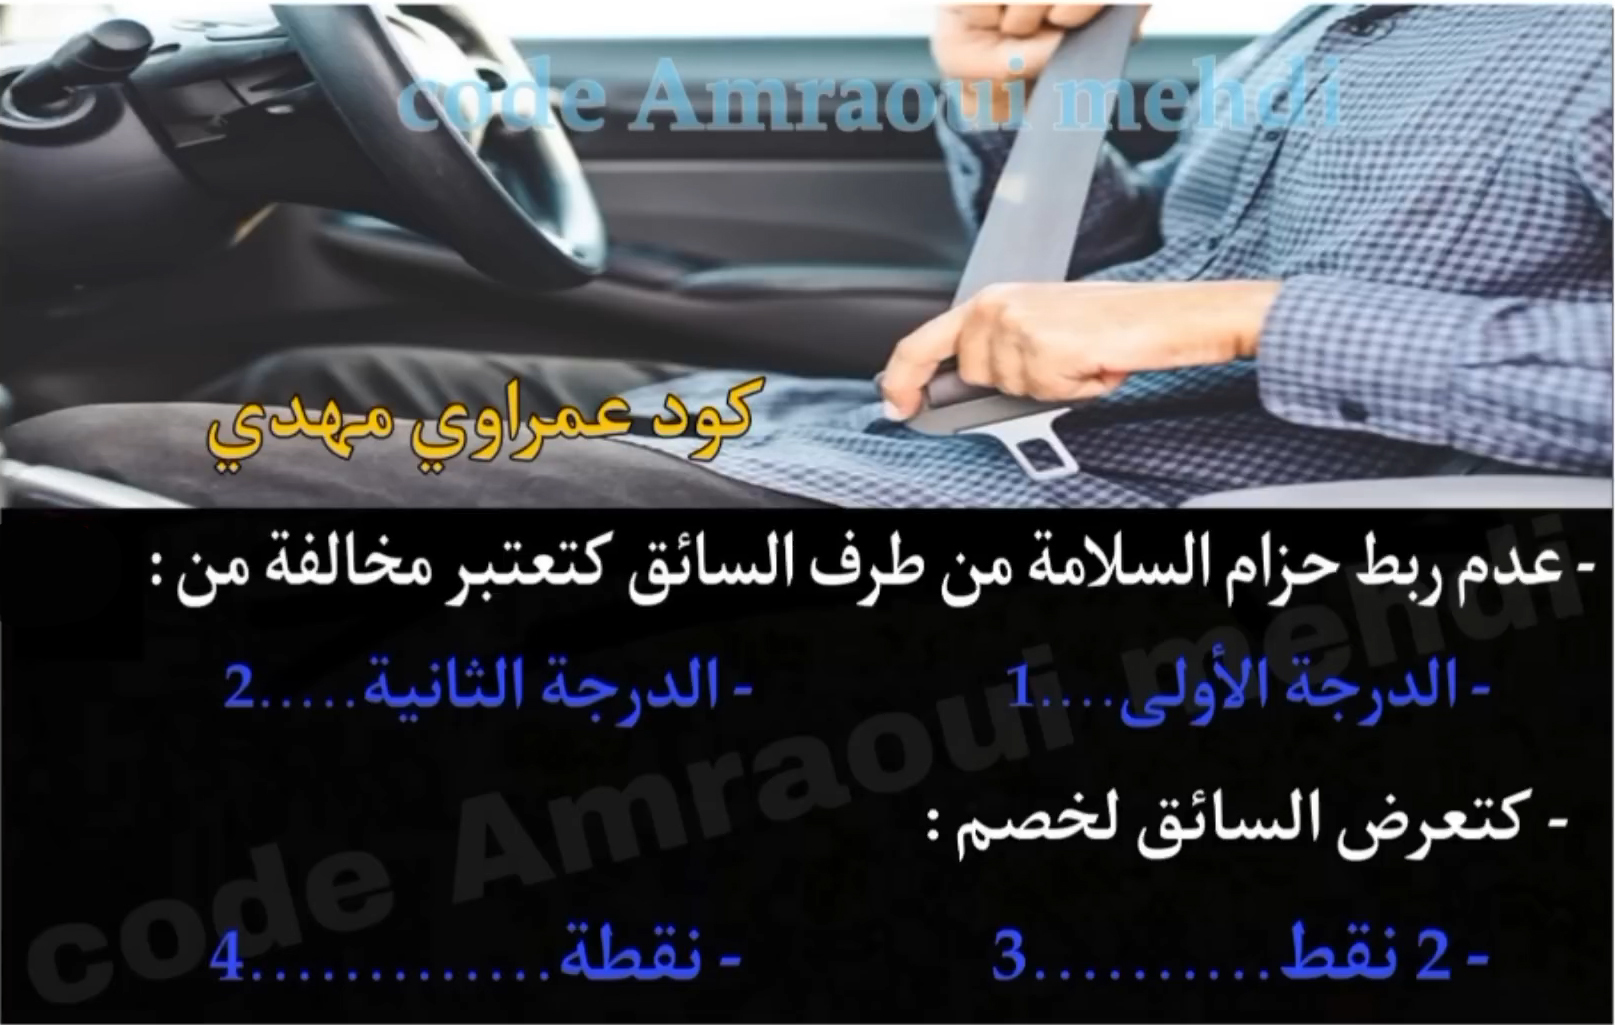 code Amraoui mehdi
كود عمراوي مهدي
- عدم ربط حزام السلامة من طرف السائق كتعتبر مخالفة من :
- الدرجة الأولى....1 - الدرجة الثانية.....2
- كتعرض السائق لخصم :
- 2 نقط..........3 - نقطة.............4
code Amraoui mehdi